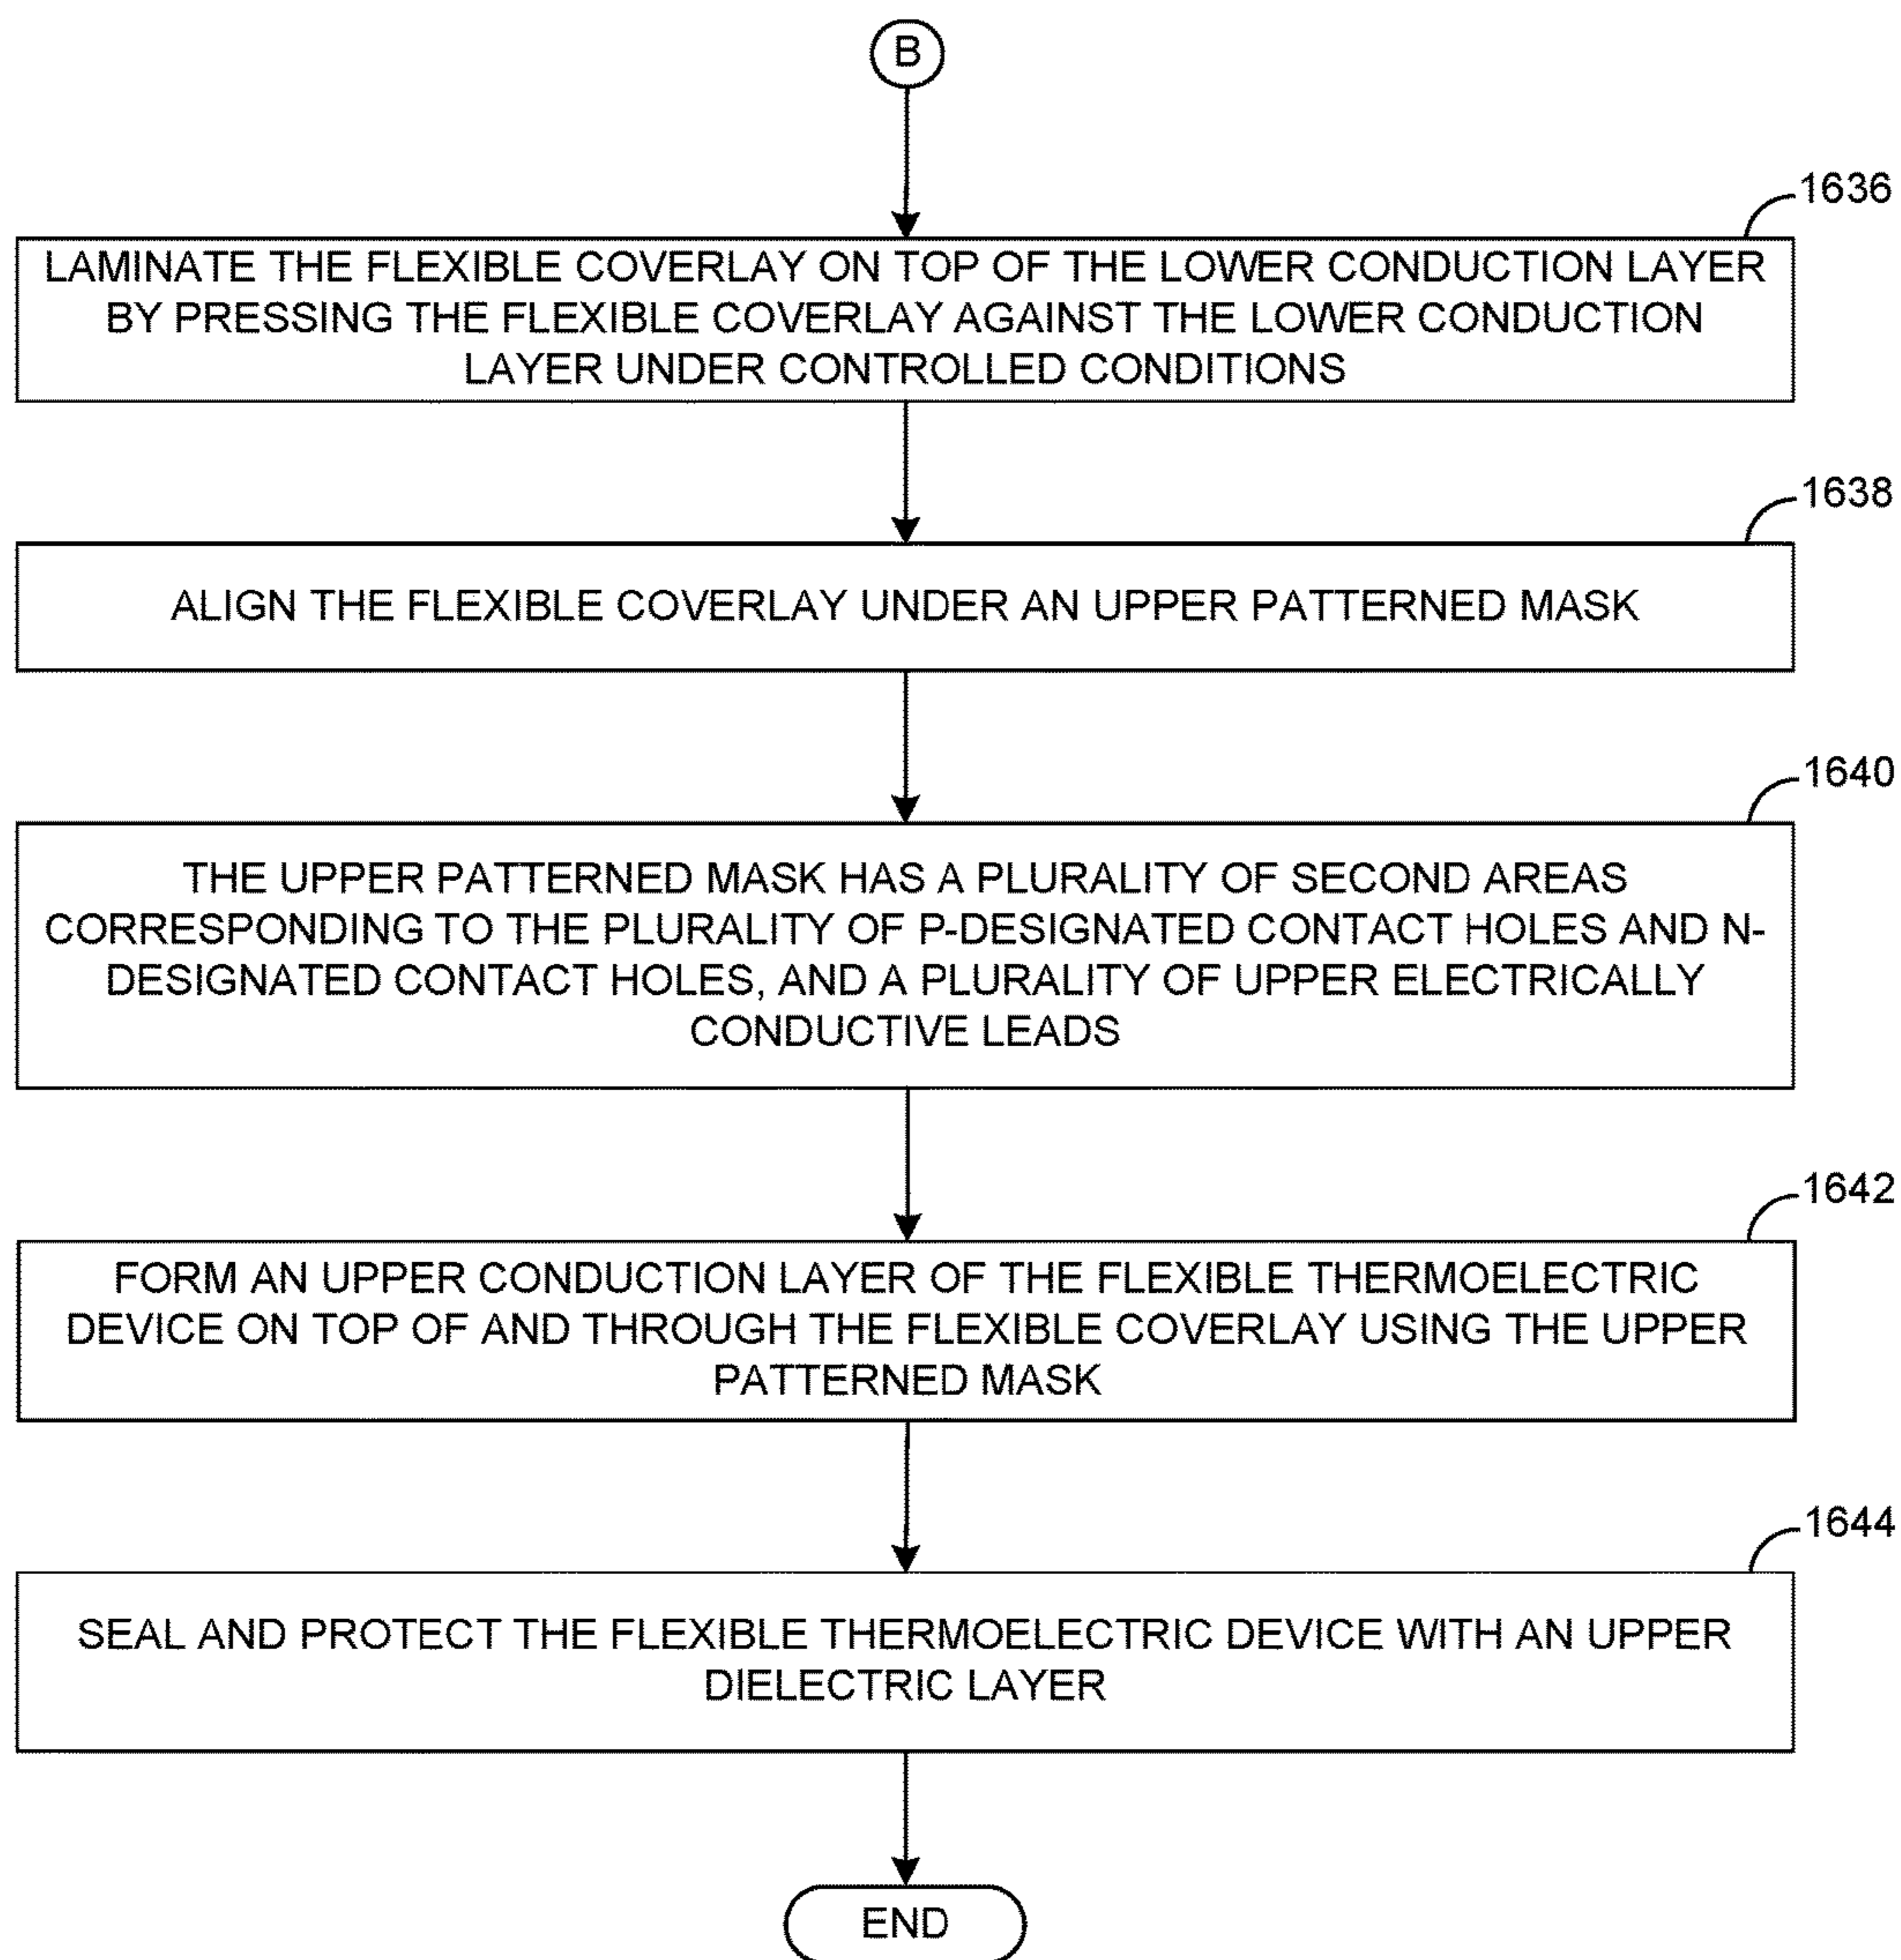 B
1636
LAMINATE THE FLEXIBLE COVERLAY ON TOP OF THE LOWER CONDUCTION LAYER
BY PRESSING THE FLEXIBLE COVERLAY AGAINST THE LOWER CONDUCTION
LAYER UNDER CONTROLLED CONDITIONS
1638
ALIGN THE FLEXIBLE COVERLAY UNDER AN UPPER PATTERNED MASK
1640
THE UPPER PATTERNED MASK HAS A PLURALITY OF SECOND AREAS
CORRESPONDING TO THE PLURALITY OF P-DESIGNATED CONTACT HOLES AND N-
DESIGNATED CONTACT HOLES, AND A PLURALITY OF UPPER ELECTRICALLY
CONDUCTIVE LEADS
1642
FORM AN UPPER CONDUCTION LAYER OF THE FLEXIBLE THERMOELECTRIC
DEVICE ON TOP OF AND THROUGH THE FLEXIBLE COVERLAY USING THE UPPER
PATTERNED MASK
1644
SEAL AND PROTECT THE FLEXIBLE THERMOELECTRIC DEVICE WITH AN UPPER
DIELECTRIC LAYER
END